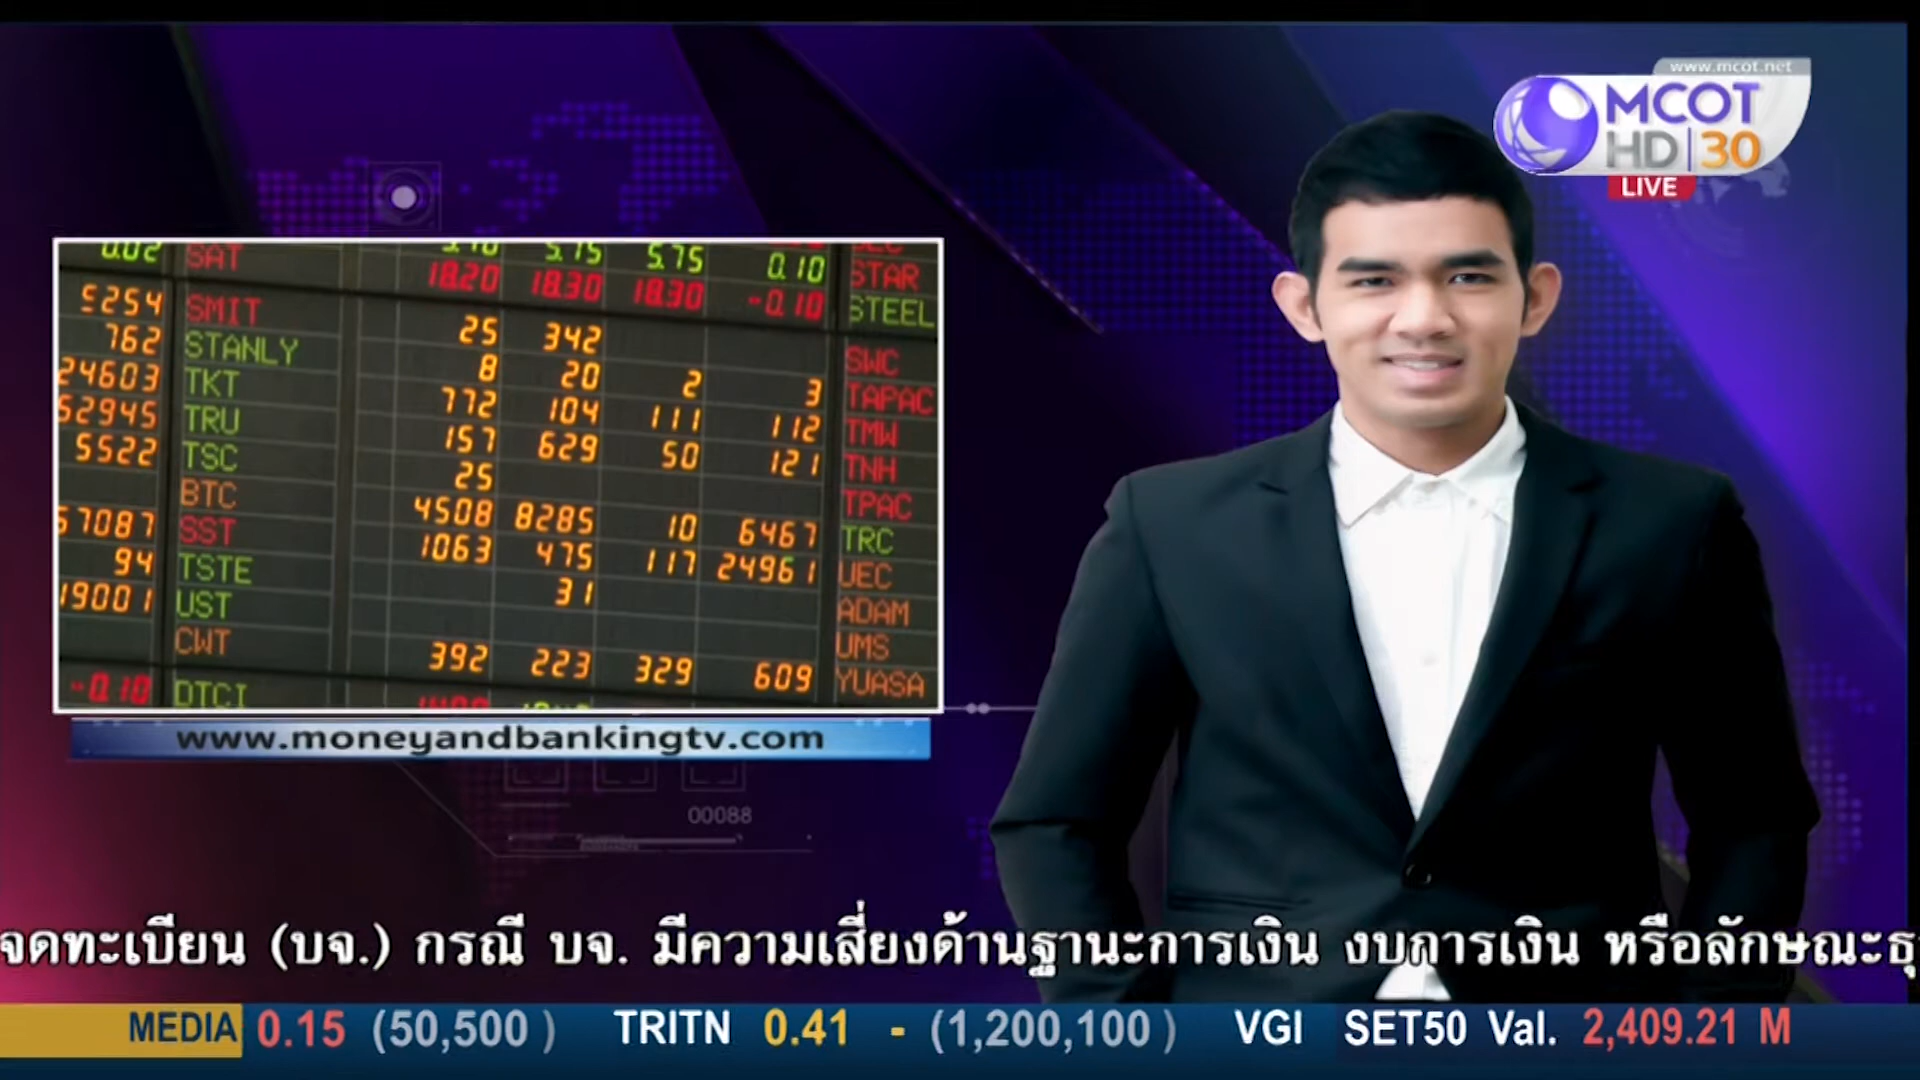 www.mcot.net
MCOT
HD 30
LIVE
0.02 SAT 5.75 5.75 0.10
18.20 18.30 18.30 -0.10 STAR
5254 SMIT STEEL
762 STANLY 25 342
24603 TKT 8 20 2 3 SWC
52945 TRU 772 104 111 112 TAPAC
5522 TSC 157 629 50 121 TMW
BTC 25 TNH
57087 SST 4508 8285 10 6467 TPAC
94 TSTE 1063 475 117 24961 TRC
19001 UST 31 UEC
CWT ADAM
-0.10 DTCI 392 223 329 609 UMS
YUASA
www.moneyandbankingtv.com
00088
จดทะเบียน (บจ.) กรณี บจ. มีความเสี่ยงด้านฐานะการเงิน งบการเงิน หรือลักษณะธุ
MEDIA 0.15 (50,500 ) TRITN 0.41 - (1,200,100 ) VGI SET50 Val. 2,409.21 M